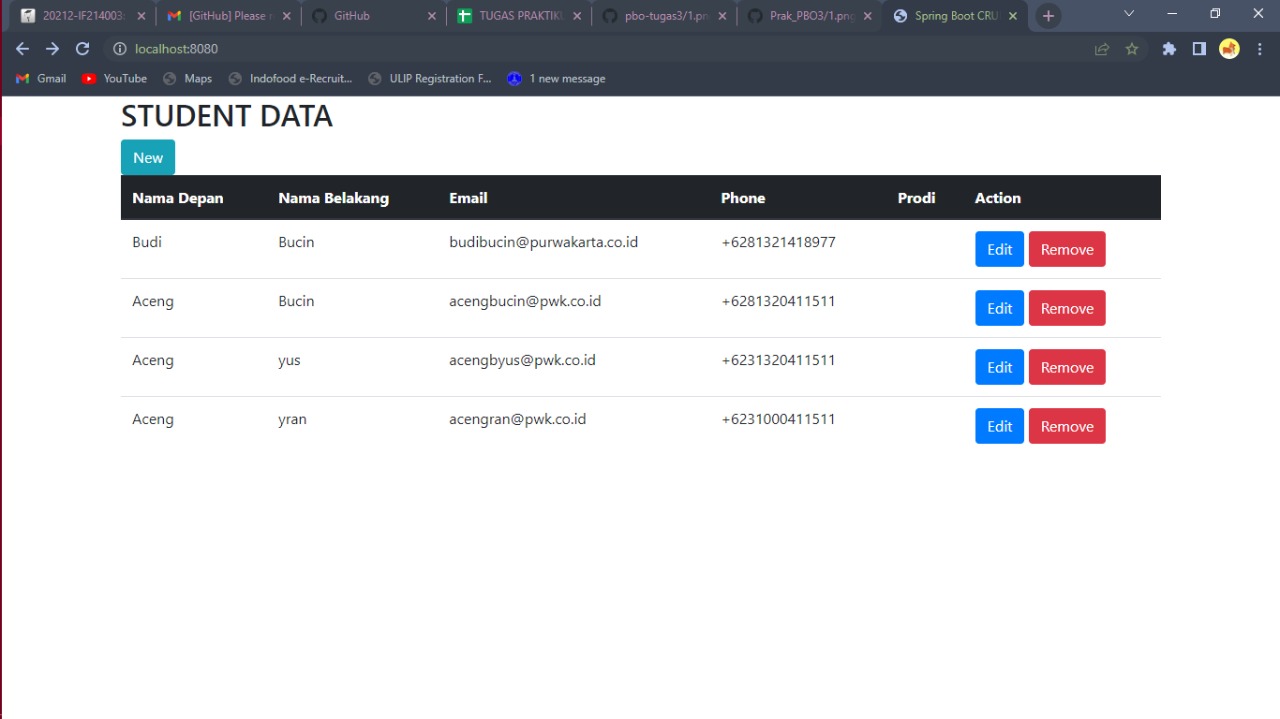 20212-IF214003
[GitHub] Please
GitHub
TUGAS PRAKTIK
pbo-tugas3/1.pn
Prak_PBO3/1.png
Spring Boot CRU
localhost:8080
Gmail YouTube Maps Indofood e-Recruit... ULIP Registration F... 1 new message
STUDENT DATA
New
Nama Depan Nama Belakang Email Phone Prodi Action
Budi Bucin budibucin@purwakarta.co.id +6281321418977 Edit Remove
Aceng Bucin acengbucin@pwk.co.id +6281320411511 Edit Remove
Aceng yus acengbyus@pwk.co.id +6231320411511 Edit Remove
Aceng yran acengran@pwk.co.id +6231000411511 Edit Remove